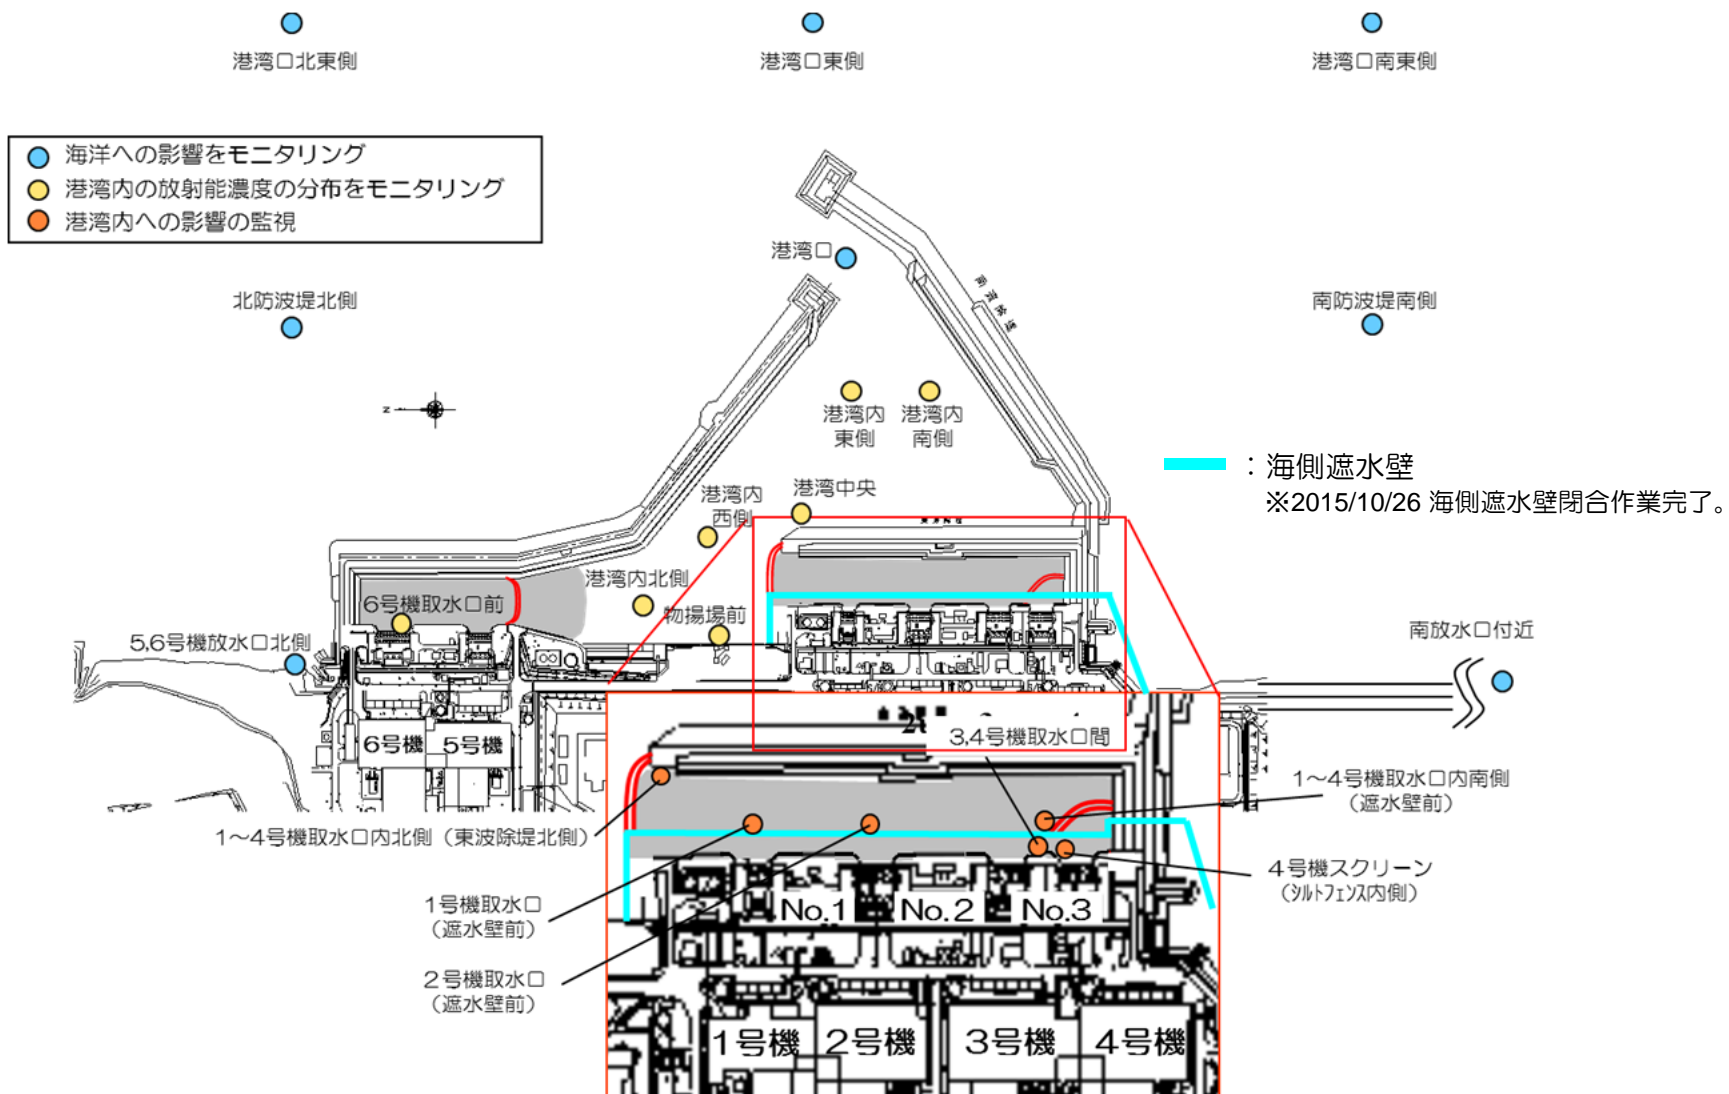 港湾口北東側
港湾口東側
港湾口南東側
海洋への影響をモニタリング
港湾内の放射能濃度の分布をモニタリング
港湾内への影響の監視
港湾口
北防波堤北側
南防波堤南側
N
港湾内
東側
港湾内
南側
：海側遮水壁
※2015/10/26 海側遮水壁閉合作業完了。
港湾内
西側
港湾中央
港湾内北側
6号機取水口前
物揚場前
5,6号機放水口北側
南放水口付近
6号機
5号機
3,4号機取水口間
1〜4号機取水口内南側
（遮水壁前）
1〜4号機取水口内北側（東波除堤北側）
4号機スクリーン
（シルトフェンス内側）
1号機取水口
（遮水壁前）
No.1
No.2
No.3
2号機取水口
（遮水壁前）
1号機
2号機
3号機
4号機